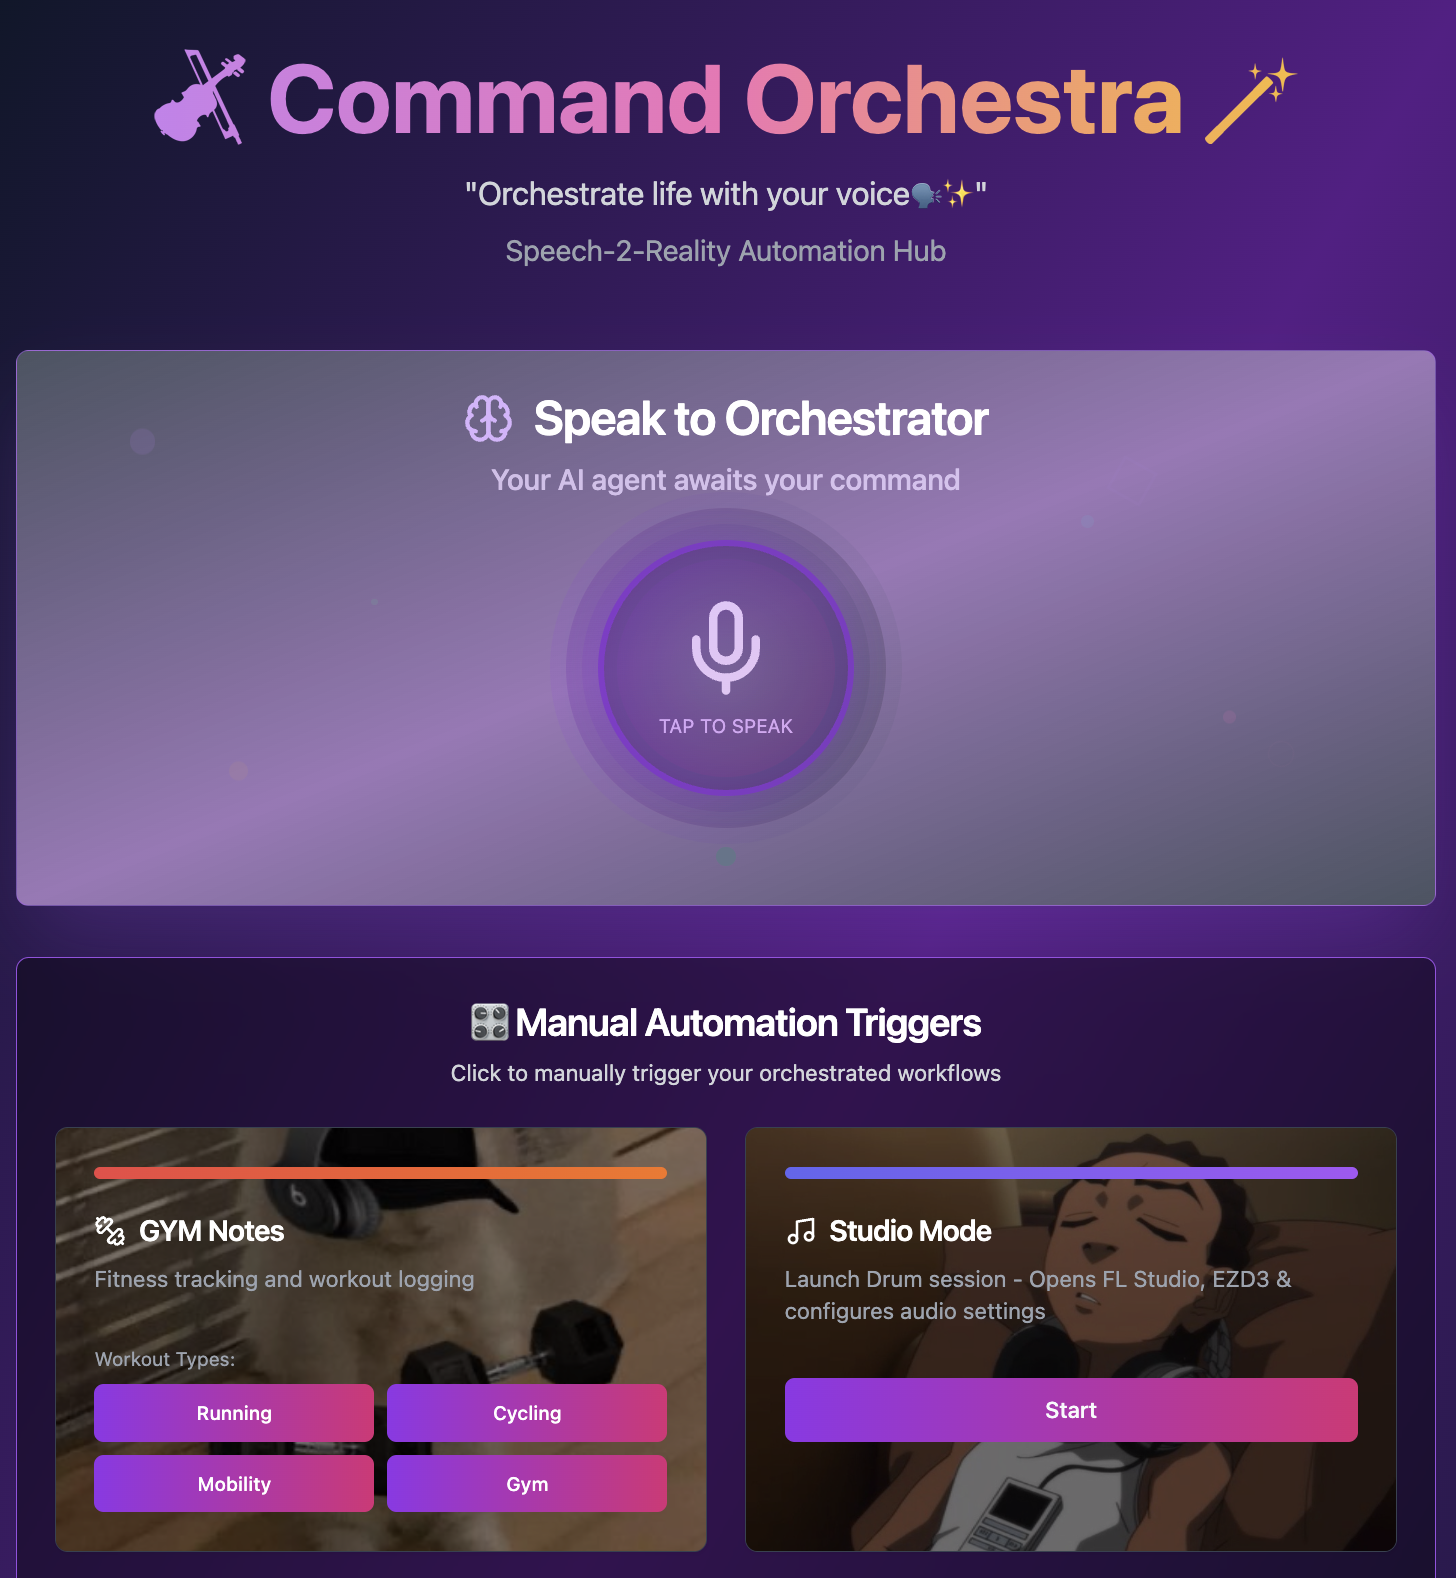 Command Orchestra
"Orchestrate life with your voice🗣️✨"
Speech-2-Reality Automation Hub
Speak to Orchestrator
Your AI agent awaits your command
TAP TO SPEAK
🎛️Manual Automation Triggers
Click to manually trigger your orchestrated workflows
GYM Notes
Fitness tracking and workout logging
Workout Types:
Running
Cycling
Mobility
Gym
Studio Mode
Launch Drum session - Opens FL Studio, EZD3 &
configures audio settings
Start